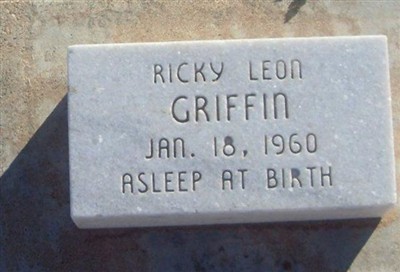 RICKY LEON
GRIFFIN
JAN. 18, 1960
ASLEEP AT BIRTH